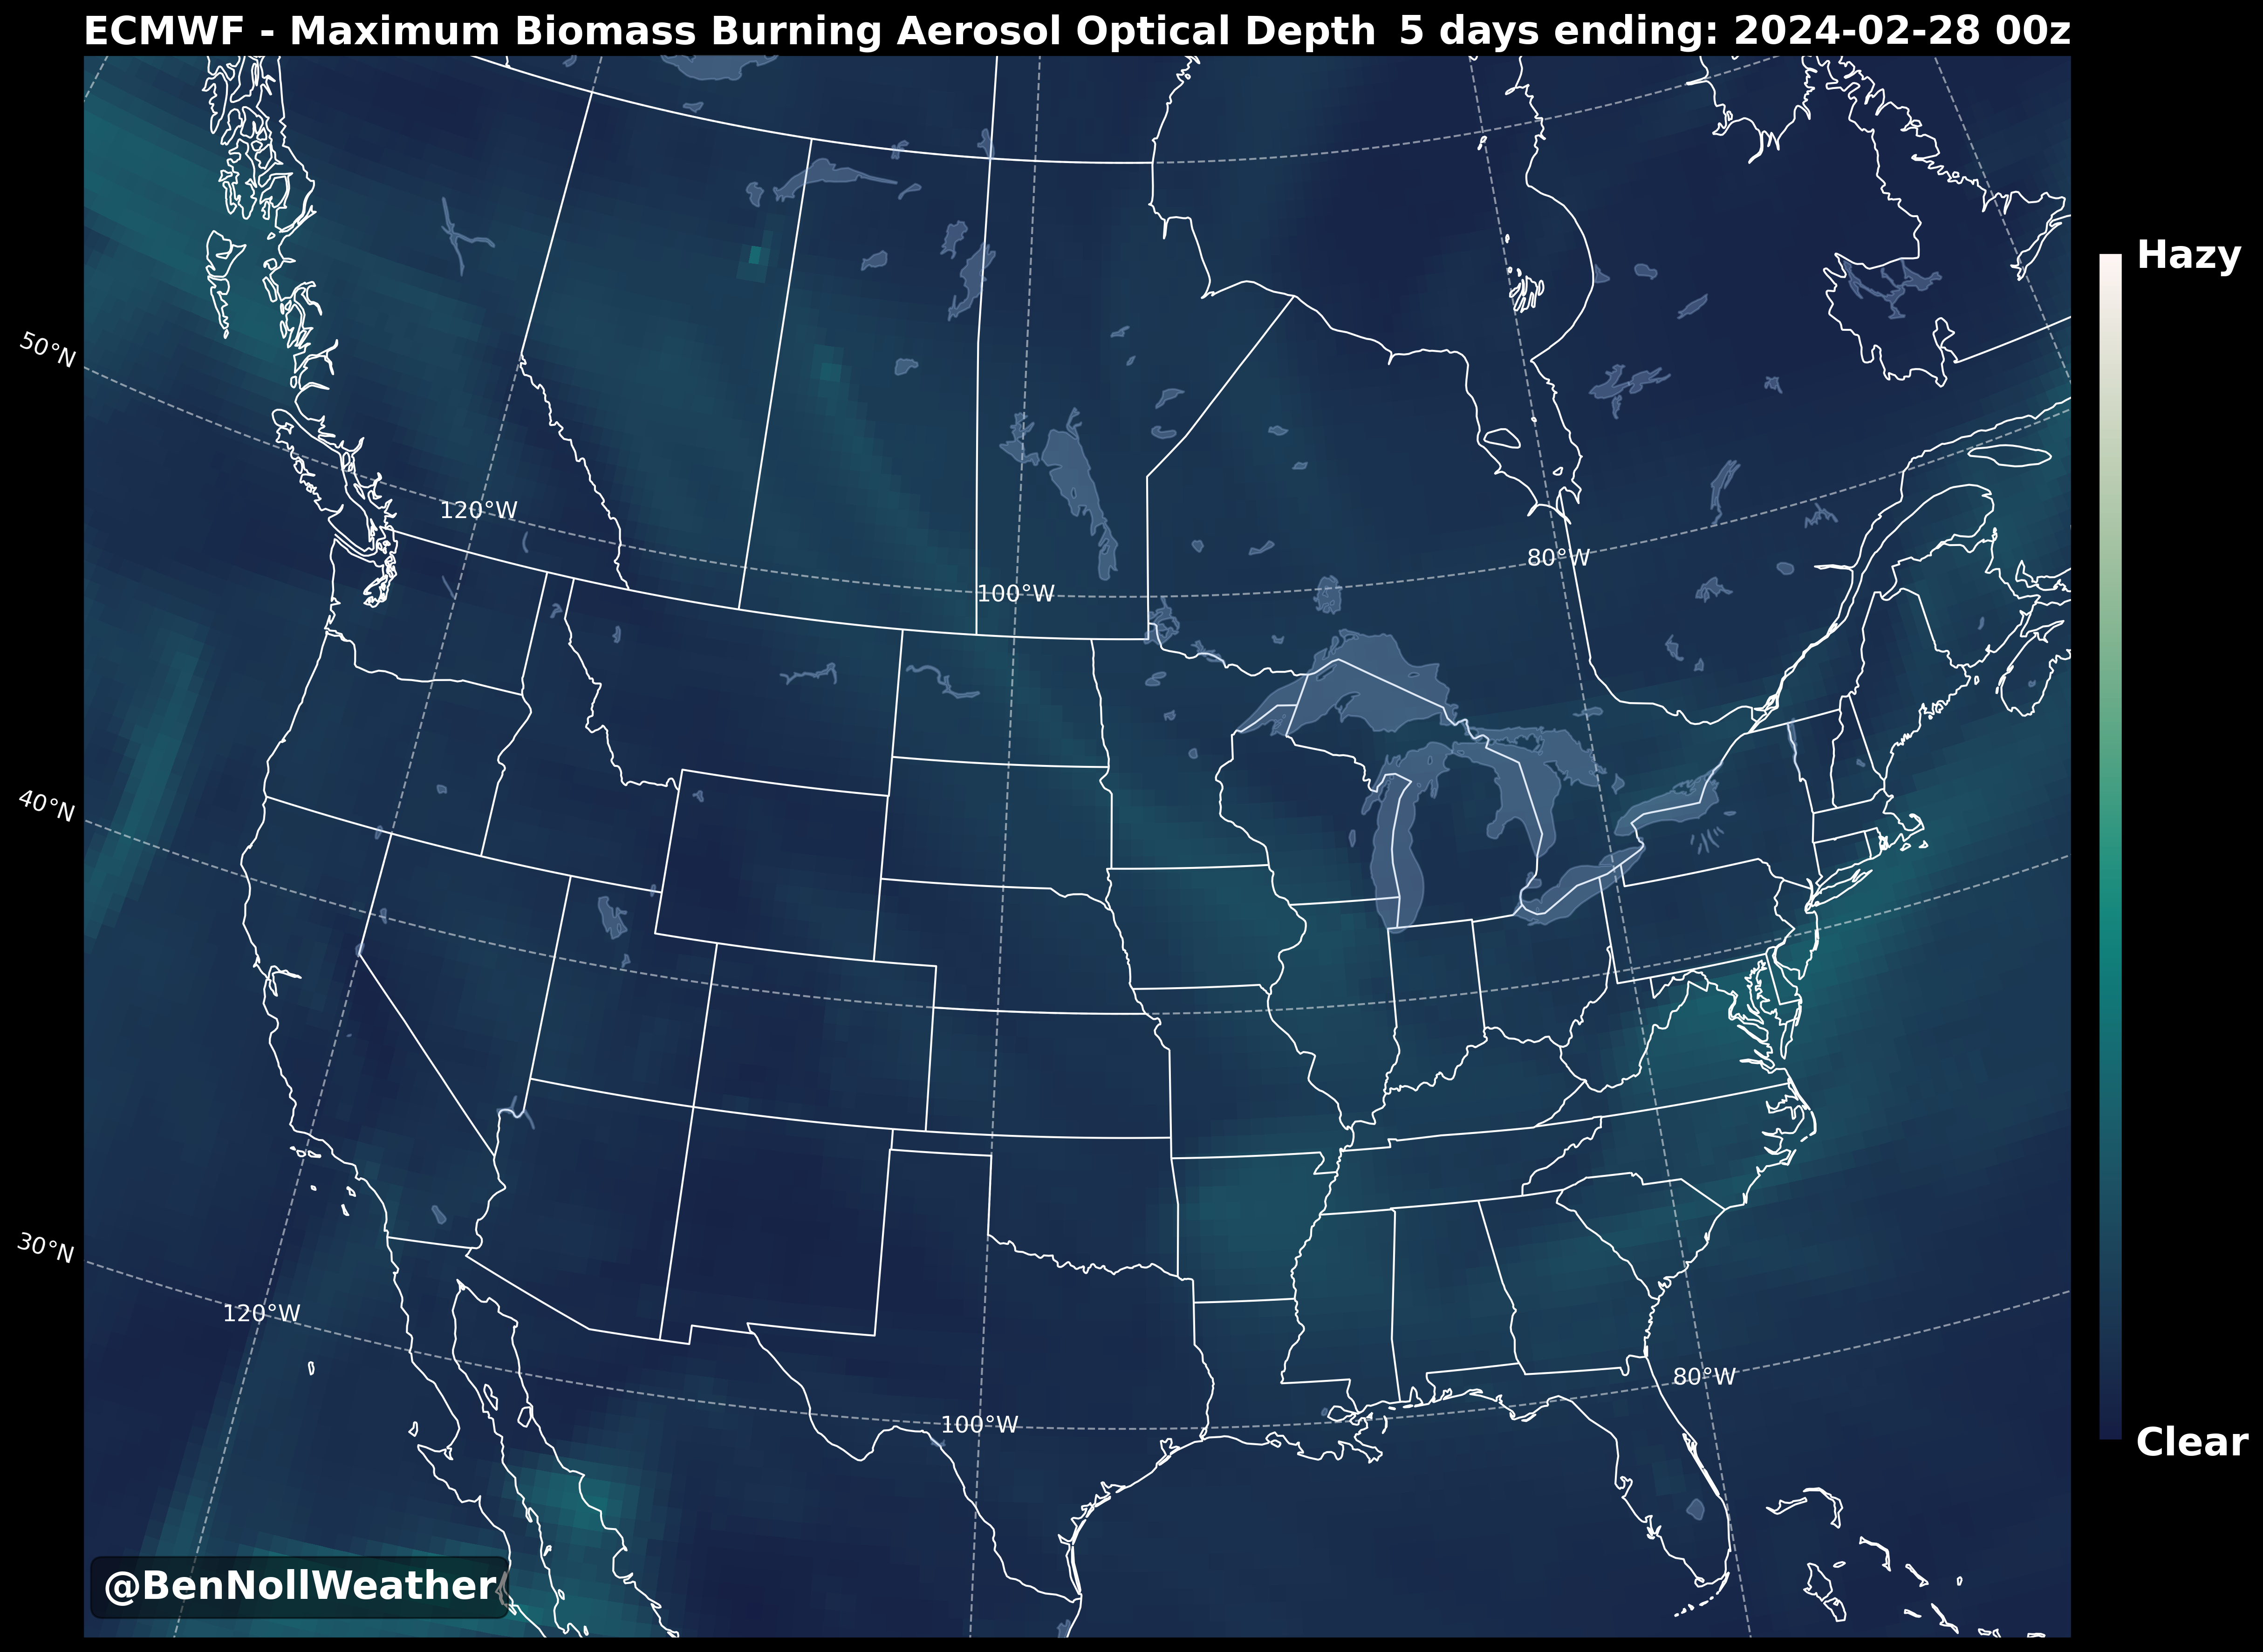 ECMWF - Maximum Biomass Burning Aerosol Optical Depth 5 days ending: 2024-02-28 00z
Hazy
50°N
120°W
80°W
100°W
40°N
30°N
120°W
80°W
100°W
Clear
@BenNollWeather